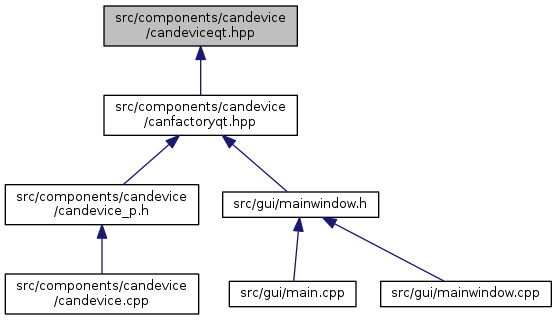 src/components/candevice
/candeviceqt.hpp
src/components/candevice
/canfactoryqt.hpp
src/components/candevice
/candevice_p.h
src/gui/mainwindow.h
src/components/candevice
/candevice.cpp
src/gui/main.cpp
src/gui/mainwindow.cpp